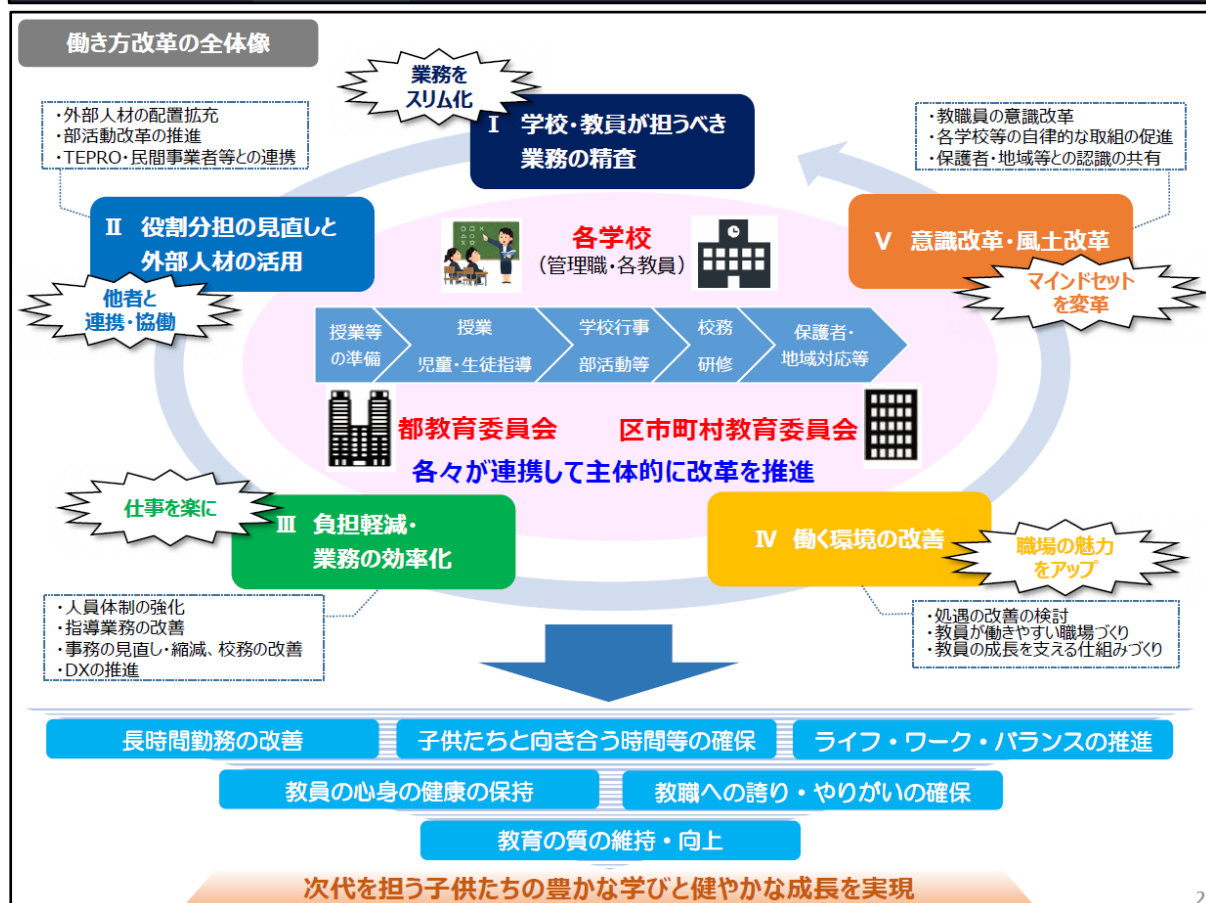 働き方改革の全体像
業務を
スリム化
Ⅰ 学校・教員が担うべき
業務の精査
・外部人材の配置拡充
・部活動改革の推進
・TEPRO・民間事業者等との連携
Ⅱ 役割分担の見直しと
外部人材の活用
他者と
連携・協働
・教職員の意識改革
・各学校等の自律的な取組の促進
・保護者・地域等との認識の共有
Ⅴ 意識改革・風土改革
マインドセット
を変革
各学校
（管理職・各教員）
授業等
の準備
授業
児童・生徒指導
学校行事
部活動等
校務
研修
保護者・
地域対応等
都教育委員会
区市町村教育委員会
各々が連携して主体的に改革を推進
仕事を楽に
Ⅲ 負担軽減・
業務の効率化
・人員体制の強化
・指導業務の改善
・事務の見直し・縮減、校務の改善
・DXの推進
Ⅳ 働く環境の改善
職場の魅力
をアップ
・処遇の改善の検討
・教員が働きやすい職場づくり
・教員の成長を支える仕組みづくり
長時間勤務の改善
子供たちと向き合う時間等の確保
ライフ・ワーク・バランスの推進
教員の心身の健康の保持
教職への誇り・やりがいの確保
教育の質の維持・向上
次代を担う子供たちの豊かな学びと健やかな成長を実現
2